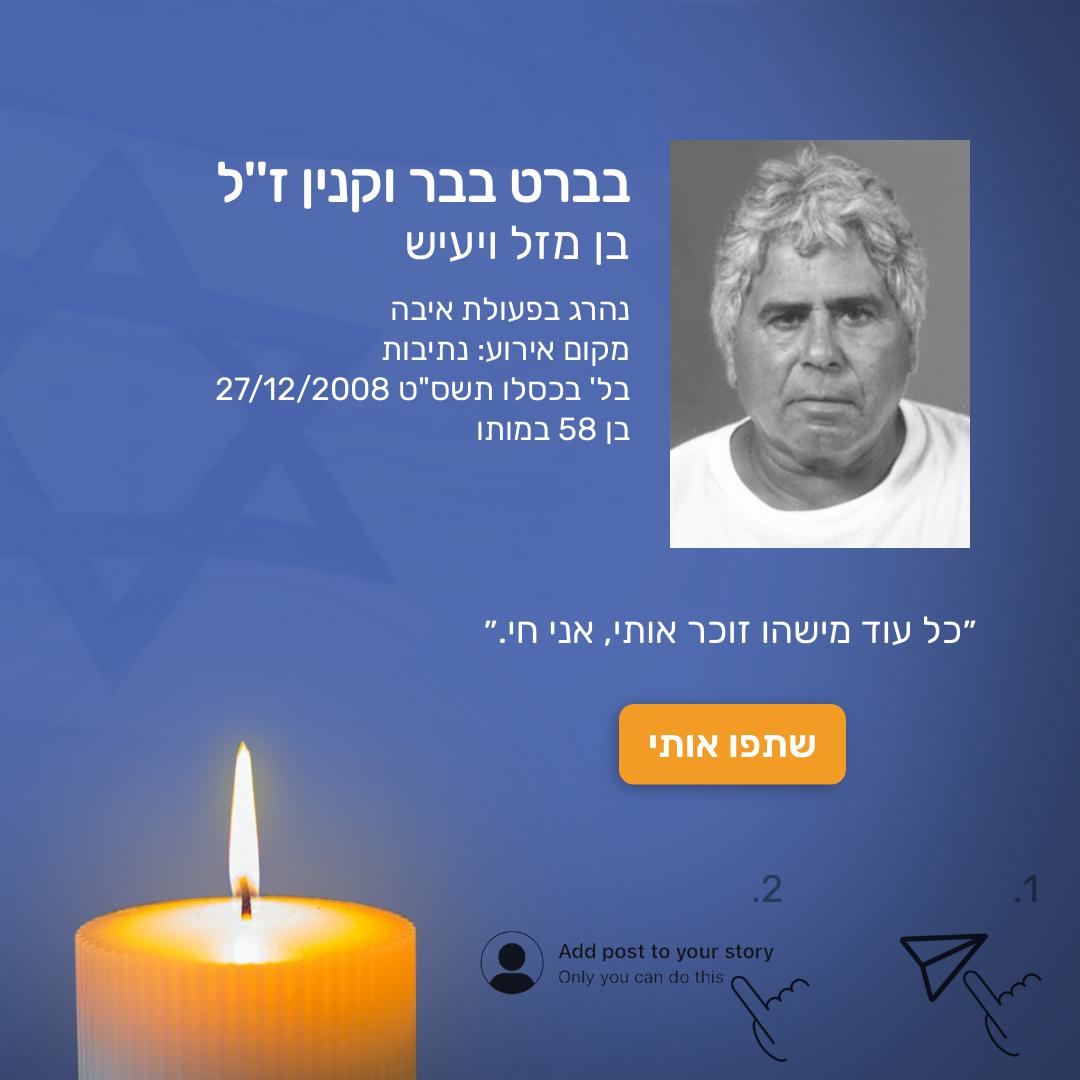 בברט בבר וקנין ז"ל
בן מזל ויעיש
נהרג בפעולת איבה
מקום אירוע: נתיבות
בל' בכסלו תשס"ט 27/12/2008
בן 58 במותו
״כל עוד מישהו זוכר אותי, אני חי.״
שתפו אותי
1.
2.
Add post to your story
Only you can do this